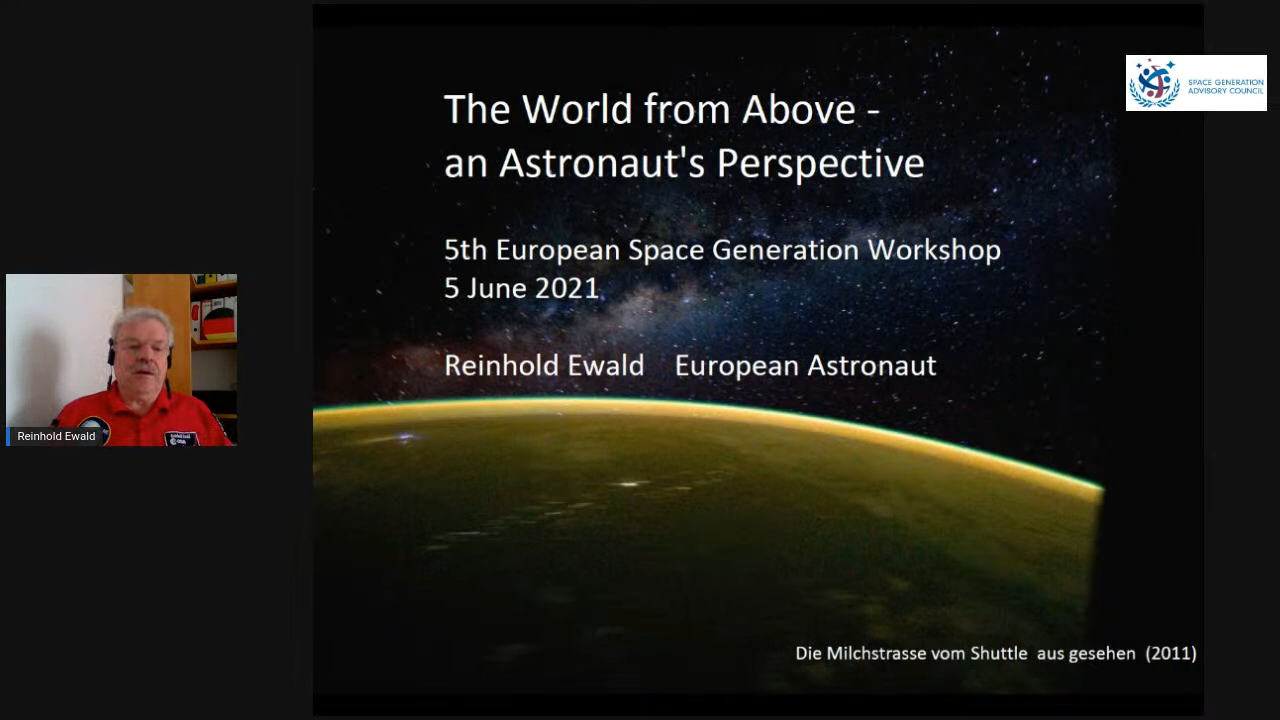 The World from Above -
an Astronaut's Perspective
SPACE GENERATION
ADVISORY COUNCIL
5th European Space Generation Workshop
5 June 2021
Reinhold Ewald European Astronaut
Reinhold Ewald
Die Milchstrasse vom Shuttle aus gesehen (2011)